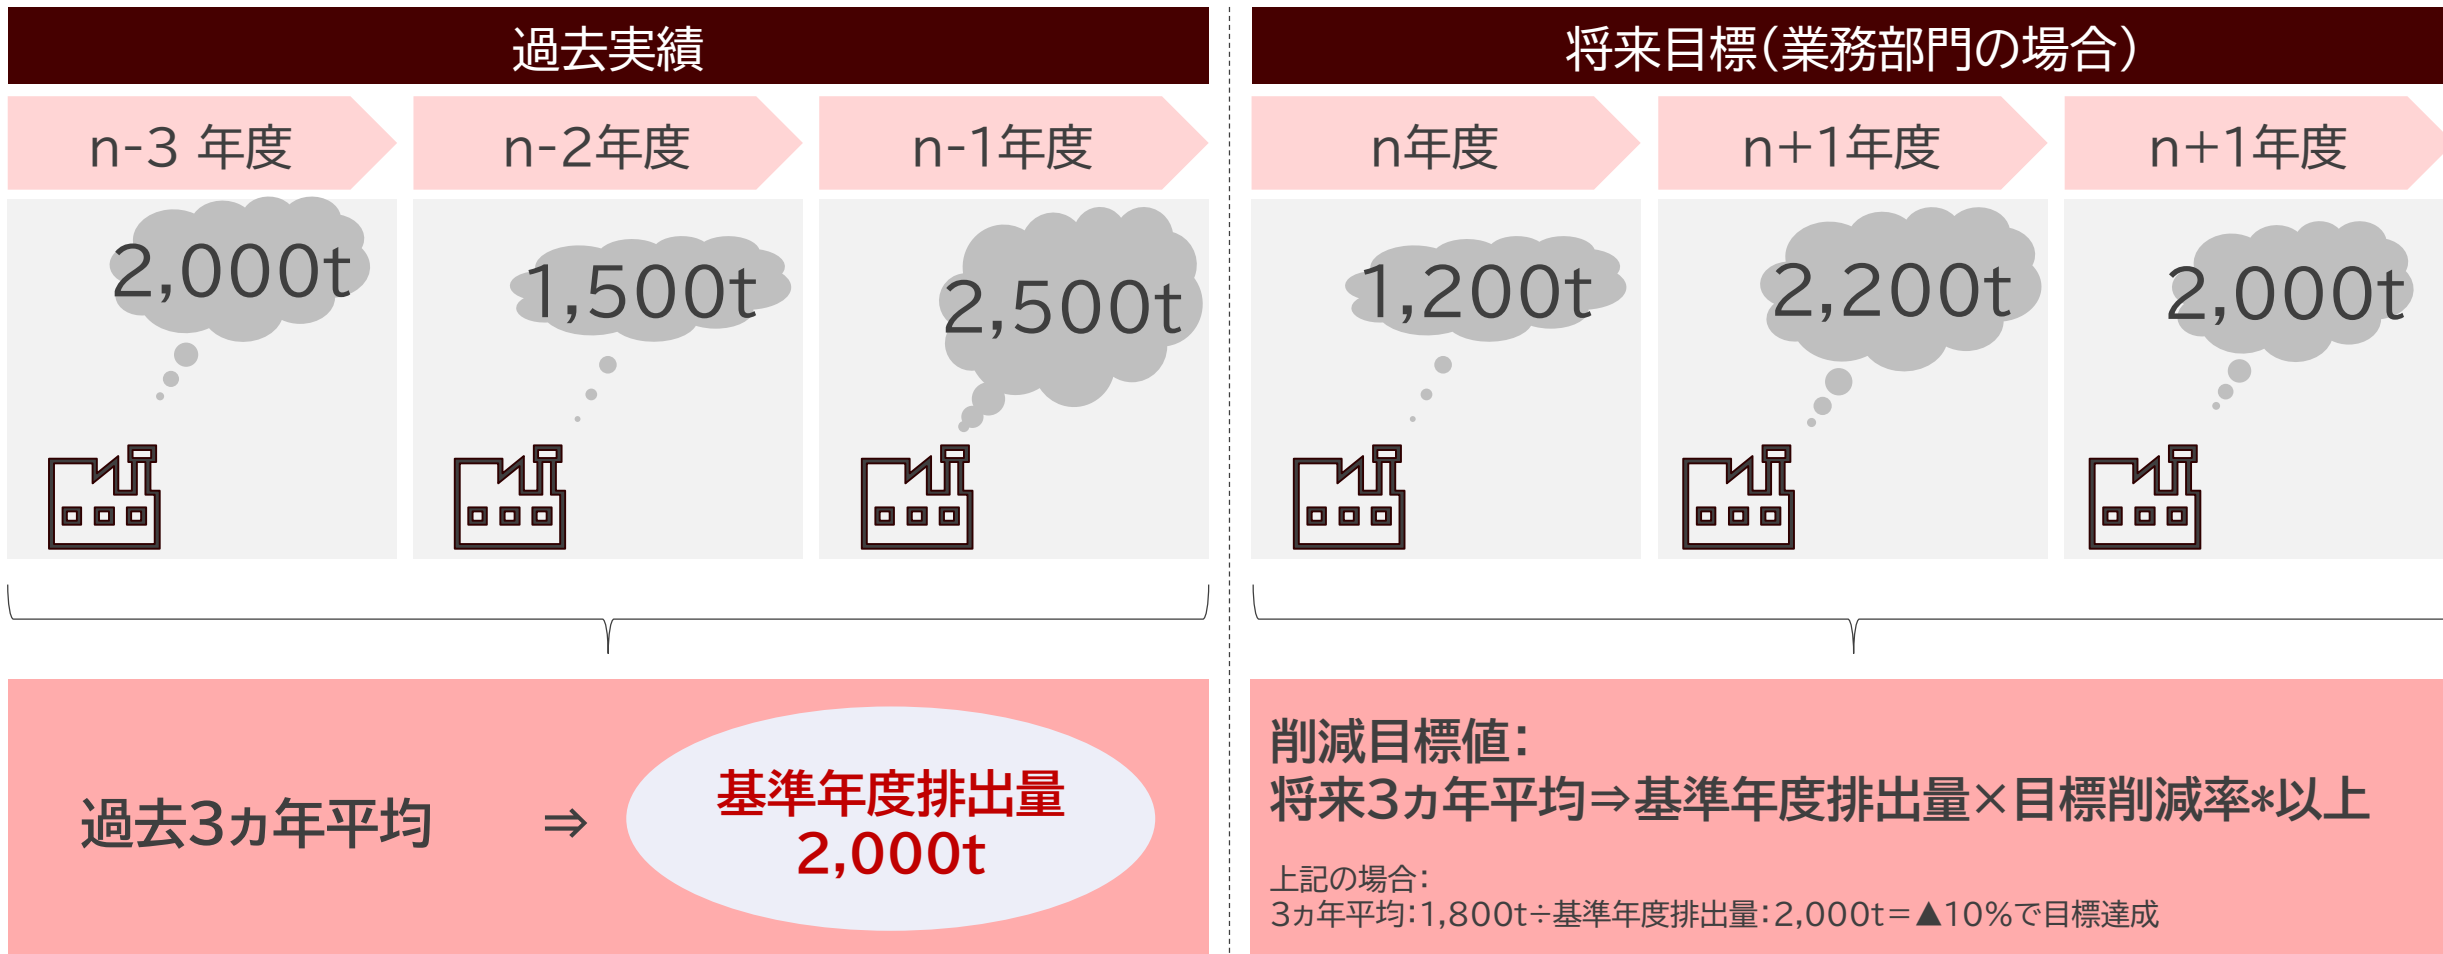 過去実績
将来目標（業務部門の場合）
n-3 年度
n-2年度
n-1年度
n年度
n+1年度
n+1年度
2,000t
1,500t
2,500t
1,200t
2,200t
2,000t
過去3ヵ年平均 ⇒
基準年度排出量
2,000t
削減目標値：
将来3ヵ年平均⇒基準年度排出量×目標削減率*以上
上記の場合：
3ヵ年平均：1,800t÷基準年度排出量：2,000t＝▲10%で目標達成